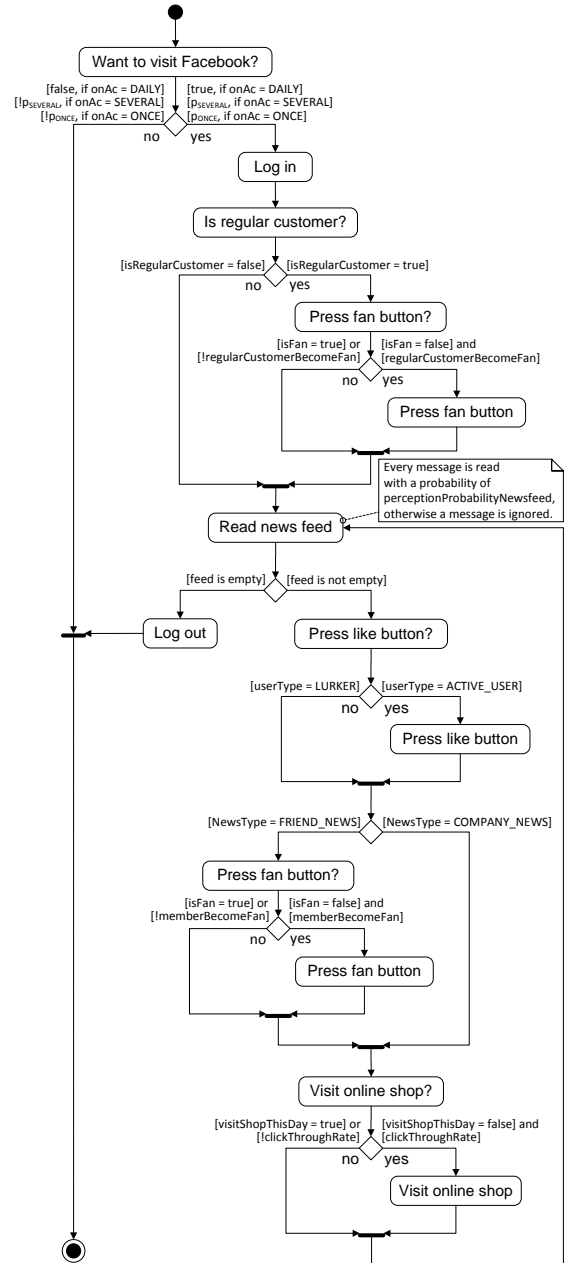 Want to visit Facebook?
[false, if onAc = DAILY]
[!pSEVERAL, if onAc = SEVERAL]
[!pONCE, if onAc = ONCE]
no
[true, if onAc = DAILY]
[pSEVERAL, if onAc = SEVERAL]
[pONCE, if onAc = ONCE]
yes
Log in
Is regular customer?
[isRegularCustomer = false]
no
[isRegularCustomer = true]
yes
Press fan button?
[isFan = true] or
[!regularCustomerBecomeFan]
no
[isFan = false] and
[regularCustomerBecomeFan]
yes
Press fan button
Every message is read
with a probability of
perceptionProbabilityNewsfeed,
otherwise a message is ignored.
Read news feed
[feed is empty]
[feed is not empty]
Log out
Press like button?
[userType = LURKER]
no
[userType = ACTIVE_USER]
yes
Press like button
[NewsType = FRIEND_NEWS]
[NewsType = COMPANY_NEWS]
Press fan button?
[isFan = true] or
[!memberBecomeFan]
no
[isFan = false] and
[memberBecomeFan]
yes
Press fan button
Visit online shop?
[visitShopThisDay = true] or
[!clickThroughRate]
no
[visitShopThisDay = false] and
[clickThroughRate]
yes
Visit online shop